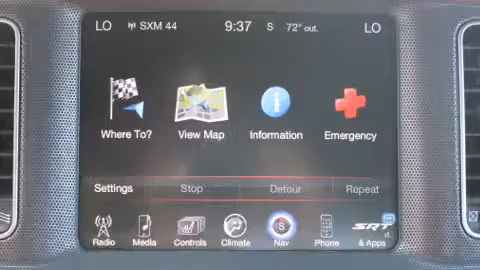 LO SXM 44 9:37 S 72° out. LO
Where To? View Map Information Emergency
Settings Stop Detour Repeat
S SRT
Radio Media Controls Climate Nav Phone & Apps